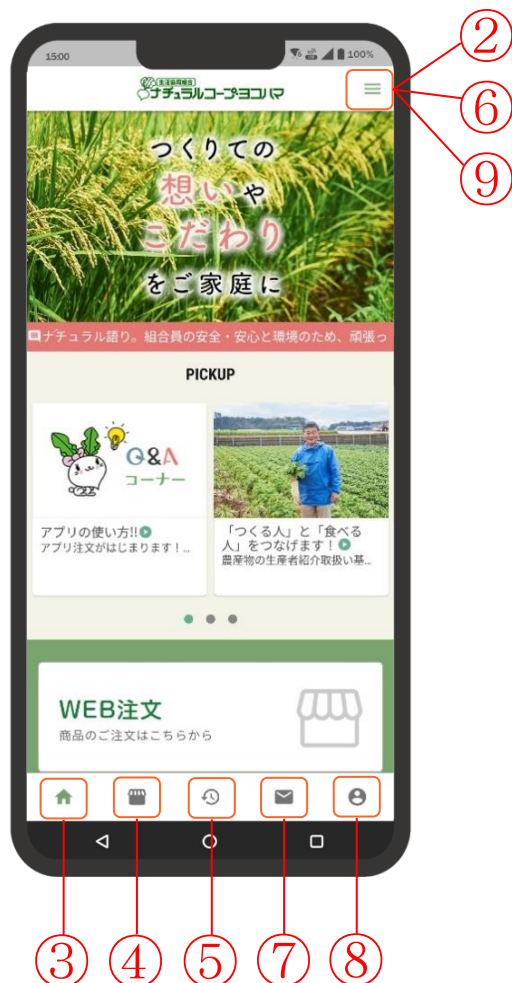 15:00
100%
②
生活協同組合
ナチュラルコープヨコハマ
⑥
⑨
つくりての
想いや
こだわり
をご家庭に
ナチュラル語り。組合員の安全・安心と環境のため、頑張っ
PICKUP
Q&A
コーナー
アプリの使い方!!
アプリ注文がはじまります！...
「つくる人」と「食べる
人」をつなげます！
農産物の生産者紹介取扱い基...
WEB注文
商品のご注文はこちらから
③ ④ ⑤ ⑦ ⑧